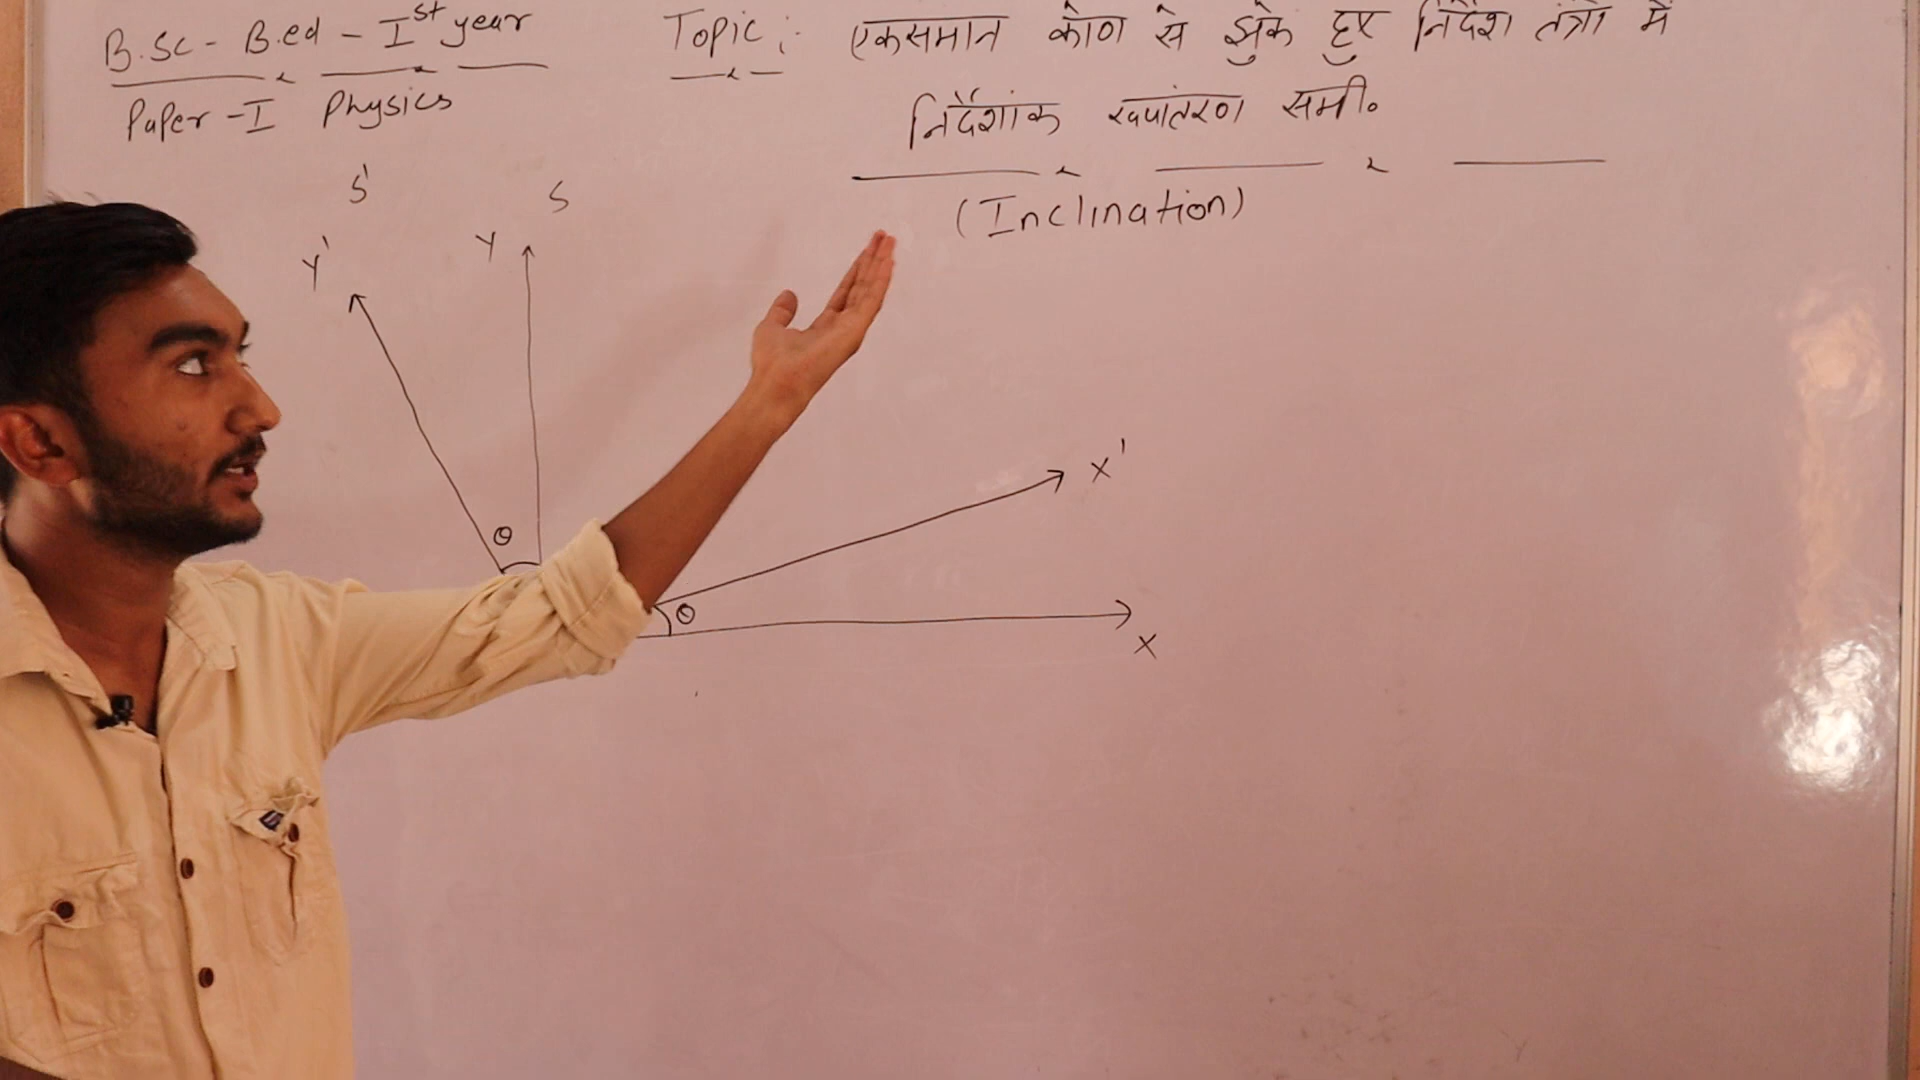 B.Sc - B.ed - Ist year
Topic :- एकसमान कोण से झुके हुए निर्देश तंत्रो में
Paper - I Physics
निर्देशांक रुपांतरण समी०
(Inclination)
S'
S
Y'
Y
X'
θ
θ
X